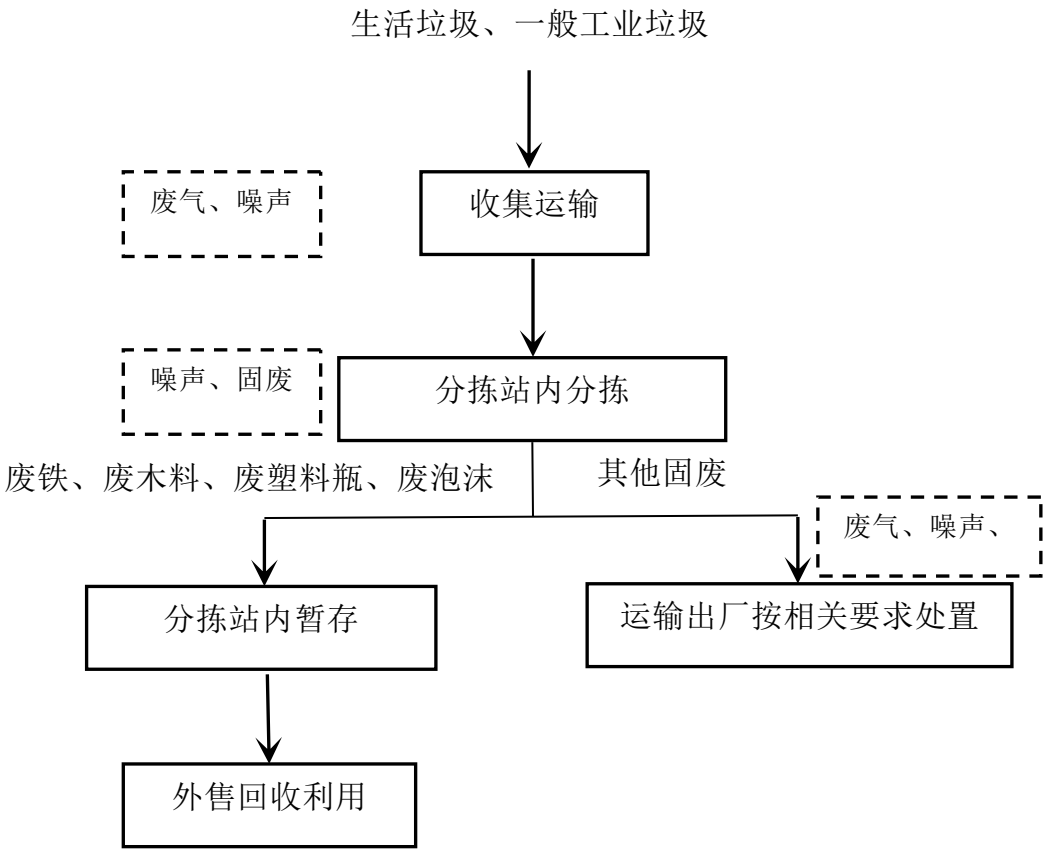 生活垃圾、一般工业垃圾
废气、噪声
收集运输
噪声、固废
分拣站内分拣
废铁、废木料、废塑料瓶、废泡沫
其他固废
废气、噪声、
分拣站内暂存
运输出厂按相关要求处置
外售回收利用